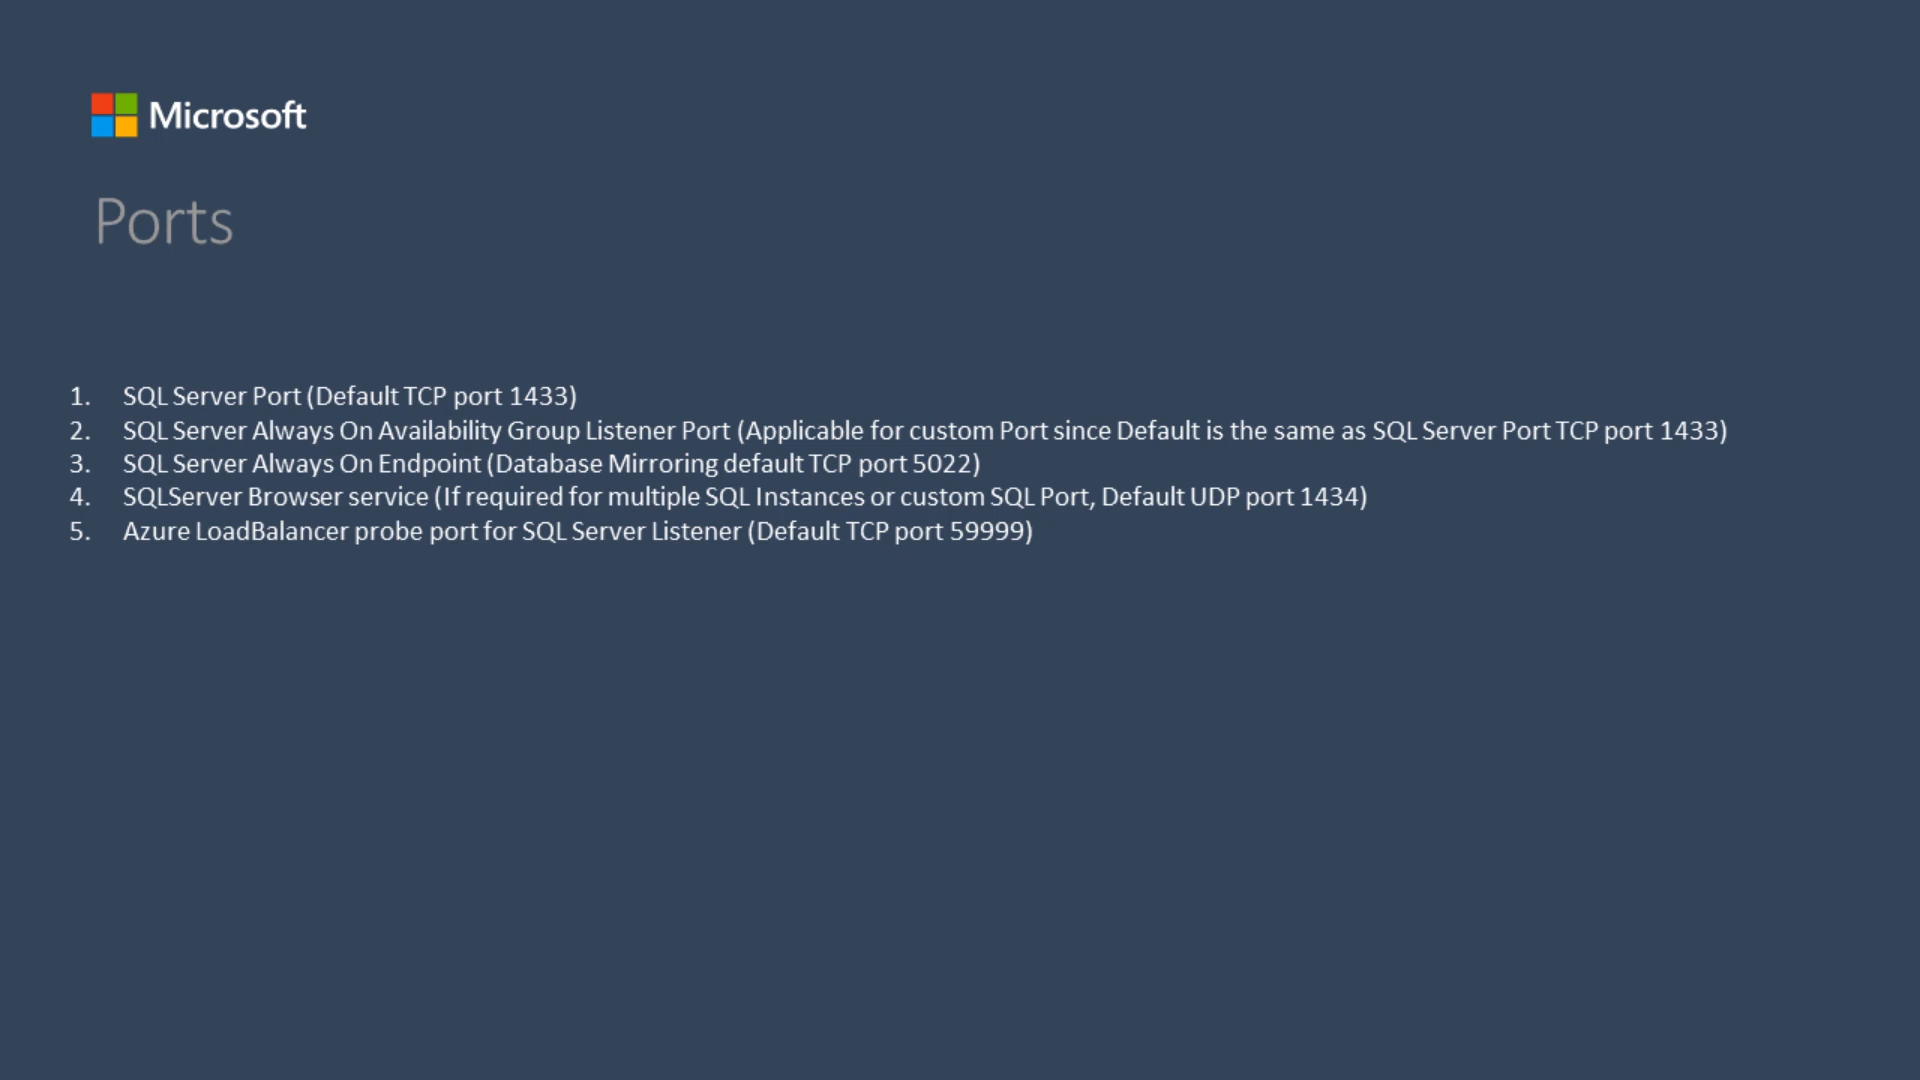 Microsoft
Ports
1. SQL Server Port (Default TCP port 1433)
2. SQL Server Always On Availability Group Listener Port (Applicable for custom Port since Default is the same as SQL Server Port TCP port 1433)
3. SQL Server Always On Endpoint (Database Mirroring default TCP port 5022)
4. SQLServer Browser service (If required for multiple SQL Instances or custom SQL Port, Default UDP port 1434)
5. Azure LoadBalancer probe port for SQL Server Listener (Default TCP port 59999)